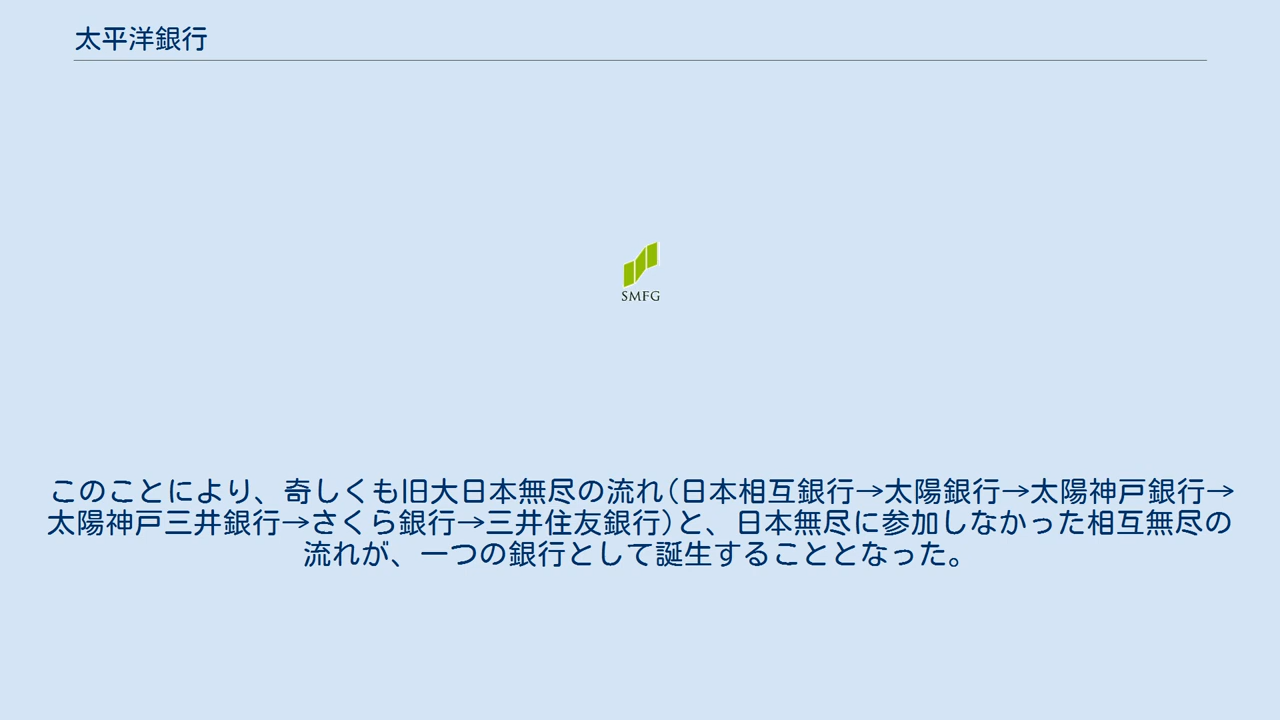 太平洋銀行
SMFG
このことにより、奇しくも旧大日本無尽の流れ(日本相互銀行→太陽銀行→太陽神戸銀行→
太陽神戸三井銀行→さくら銀行→三井住友銀行)と、日本無尽に参加しなかった相互無尽の
流れが、一つの銀行として誕生することとなった。